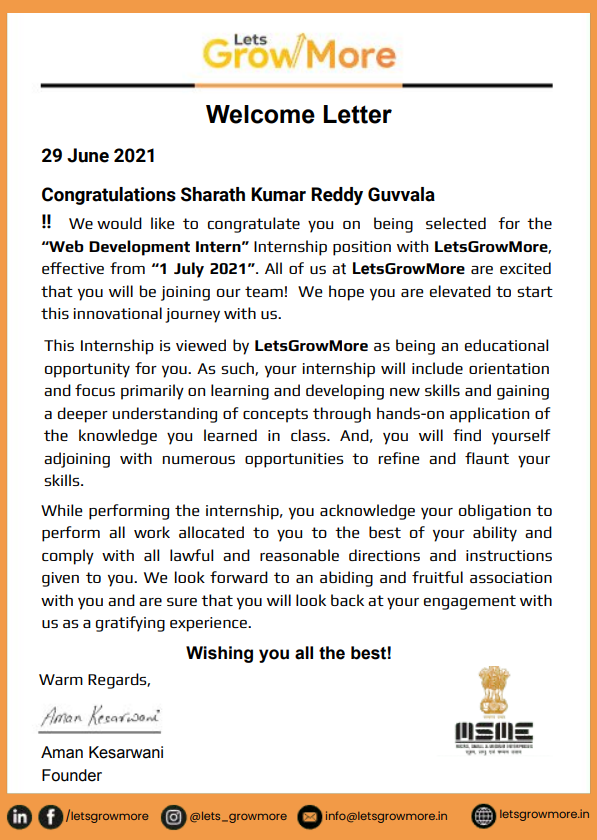 Lets
GrowMore
Welcome Letter
29 June 2021
Congratulations Sharath Kumar Reddy Guvvala
!! We would like to congratulate you on being selected for the
“Web Development Intern” Internship position with LetsGrowMore,
effective from “1 July 2021”. All of us at LetsGrowMore are excited
that you will be joining our team! We hope you are elevated to start
this innovational journey with us.
This Internship is viewed by LetsGrowMore as being an educational
opportunity for you. As such, your internship will include orientation
and focus primarily on learning and developing new skills and gaining
a deeper understanding of concepts through hands-on application of
the knowledge you learned in class. And, you will find yourself
adjoining with numerous opportunities to refine and flaunt your
skills.
While performing the internship, you acknowledge your obligation to
perform all work allocated to you to the best of your ability and
comply with all lawful and reasonable directions and instructions
given to you. We look forward to an abiding and fruitful association
with you and are sure that you will look back at your engagement with
us as a gratifying experience.
Wishing you all the best!
Warm Regards,
Aman Kesarwani
Aman Kesarwani
Founder
MSME
MICRO, SMALL & MEDIUM ENTERPRISES
सूक्ष्म, लघु एवं मध्यम उद्यम
/letsgrowmore
@lets_growmore
info@letsgrowmore.in
letsgrowmore.in